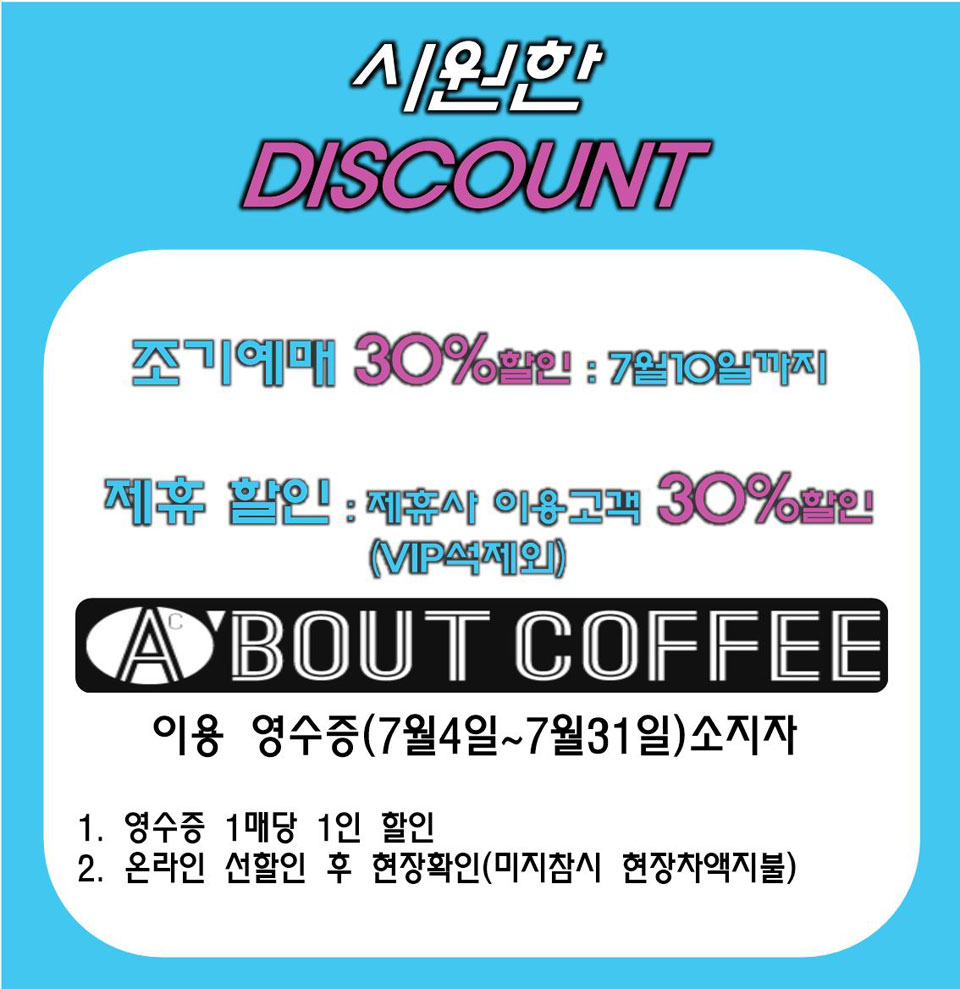 시원한
DISCOUNT
조기예매 30%할인 : 7월10일까지
제휴 할인 : 제휴사 이용고객 30%할인
(VIP석제외)
AC'BOUT COFFEE
이용 영수증(7월4일~7월31일)소지자
1. 영수증 1매당 1인 할인
2. 온라인 선할인 후 현장확인(미지참시 현장차액지불)